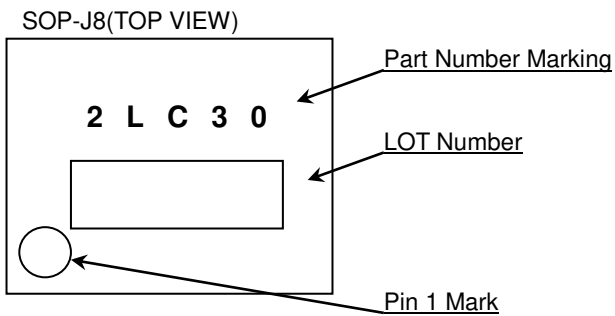 SOP-J8(TOP VIEW)
Part Number Marking
2 L C 3 0
LOT Number
Pin 1 Mark